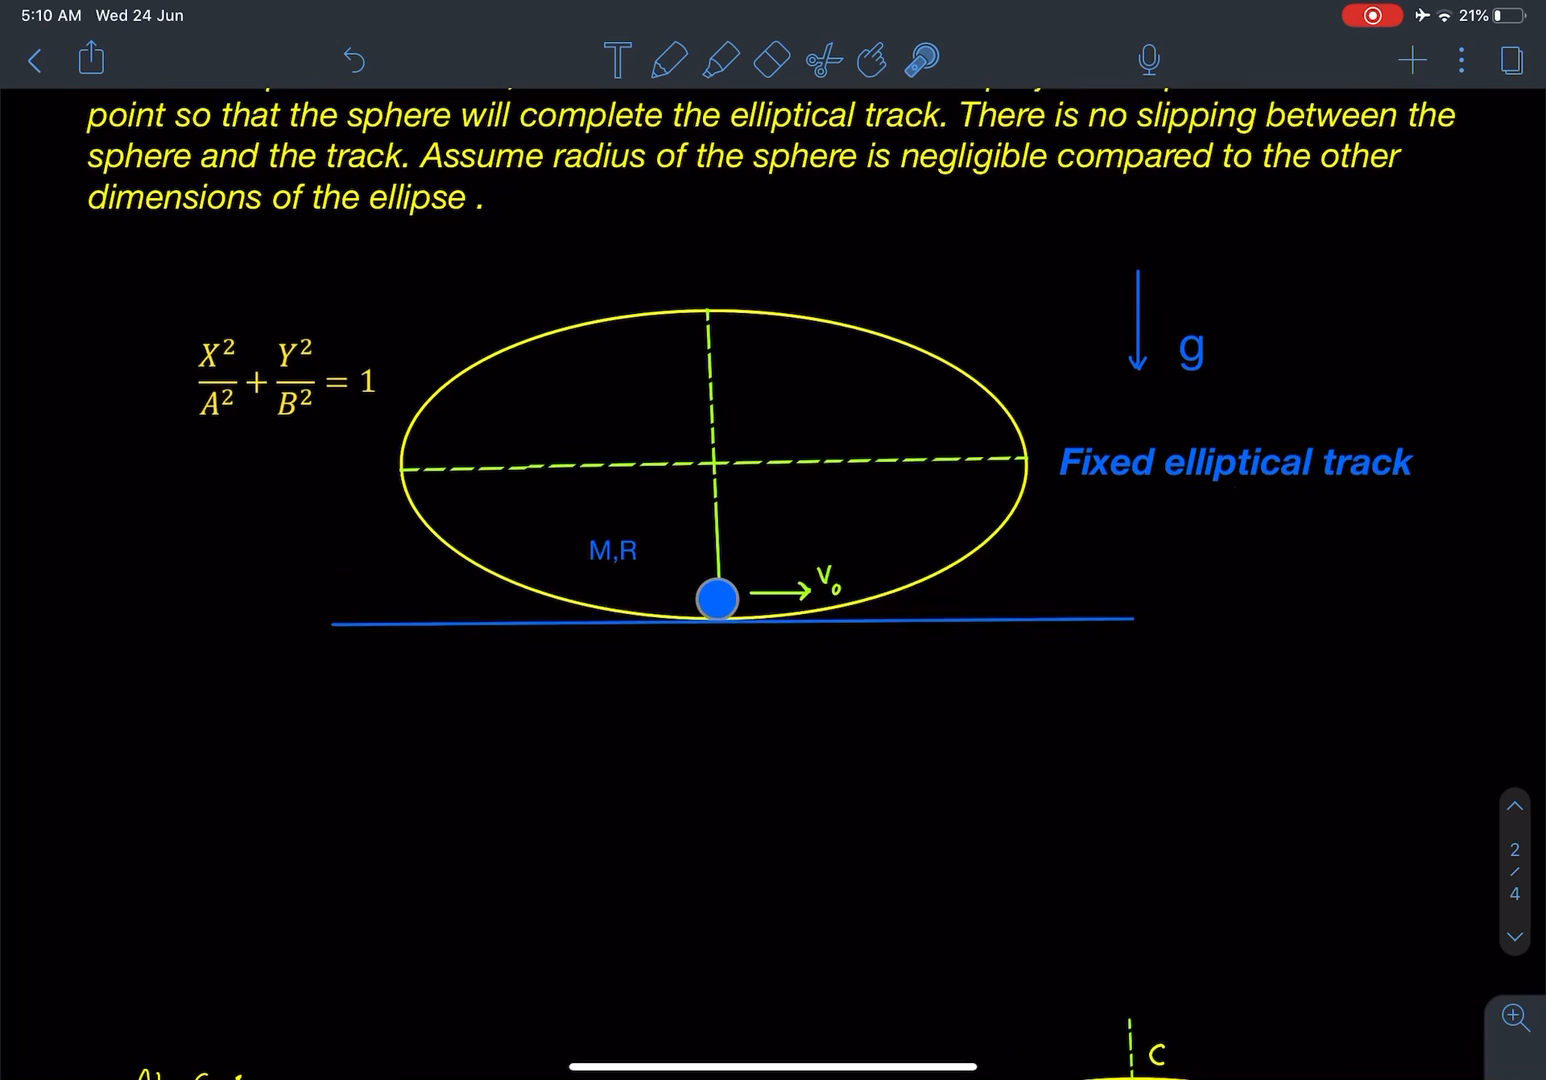 5:10 AM Wed 24 Jun
21%
T
point so that the sphere will complete the elliptical track. There is no slipping between the
sphere and the track. Assume radius of the sphere is negligible compared to the other
dimensions of the ellipse .
X²/A² + Y²/B² = 1
g
Fixed elliptical track
M,R
V₀
2
/
4
C